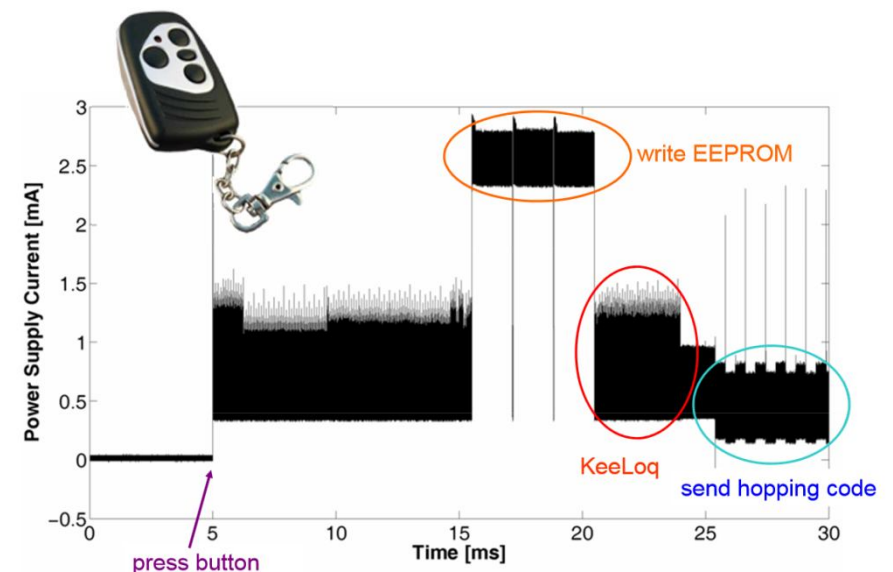 3
2.5
2
1.5
1
0.5
0
−0.5
Power Supply Current [mA]
write EEPROM
KeeLoq
send hopping code
0 5 10 15 20 25 30
Time [ms]
press button